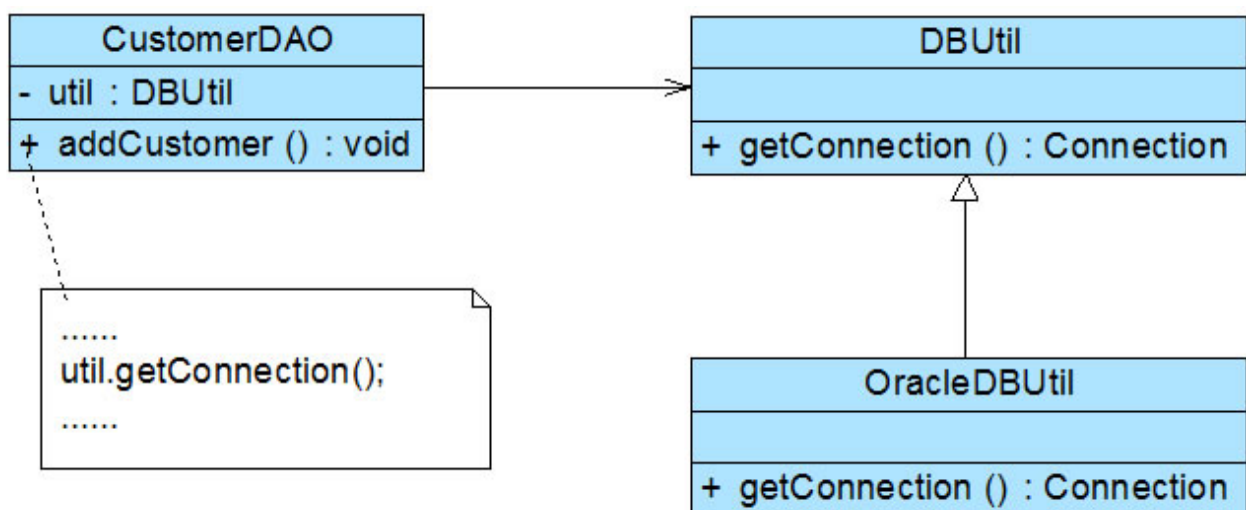 CustomerDAO
- util : DBUtil
+ addCustomer () : void
DBUtil
+ getConnection () : Connection
......
util.getConnection();
......
OracleDBUtil
+ getConnection () : Connection